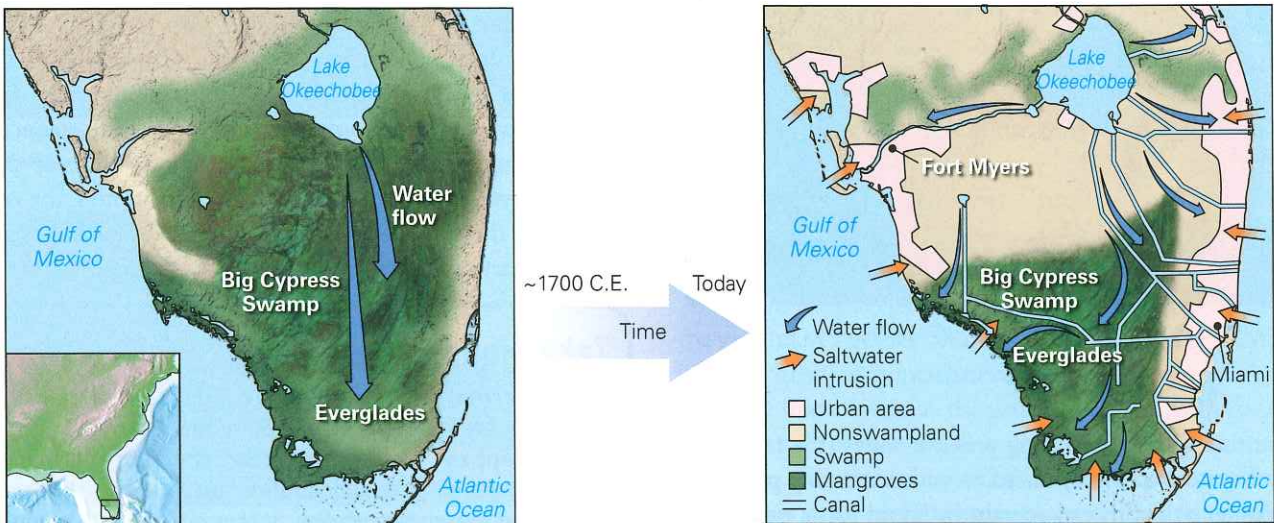 Lake
Okeechobee
Water
flow
Gulf of
Mexico
Big Cypress
Swamp
Everglades
Atlantic
Ocean
~1700 C.E.
Today
Time
Lake
Okeechobee
Fort Myers
Gulf of
Mexico
Big Cypress
Swamp
Everglades
Miami
Water flow
Saltwater
intrusion
Urban area
Nonswampland
Swamp
Mangroves
Canal
Atlantic
Ocean